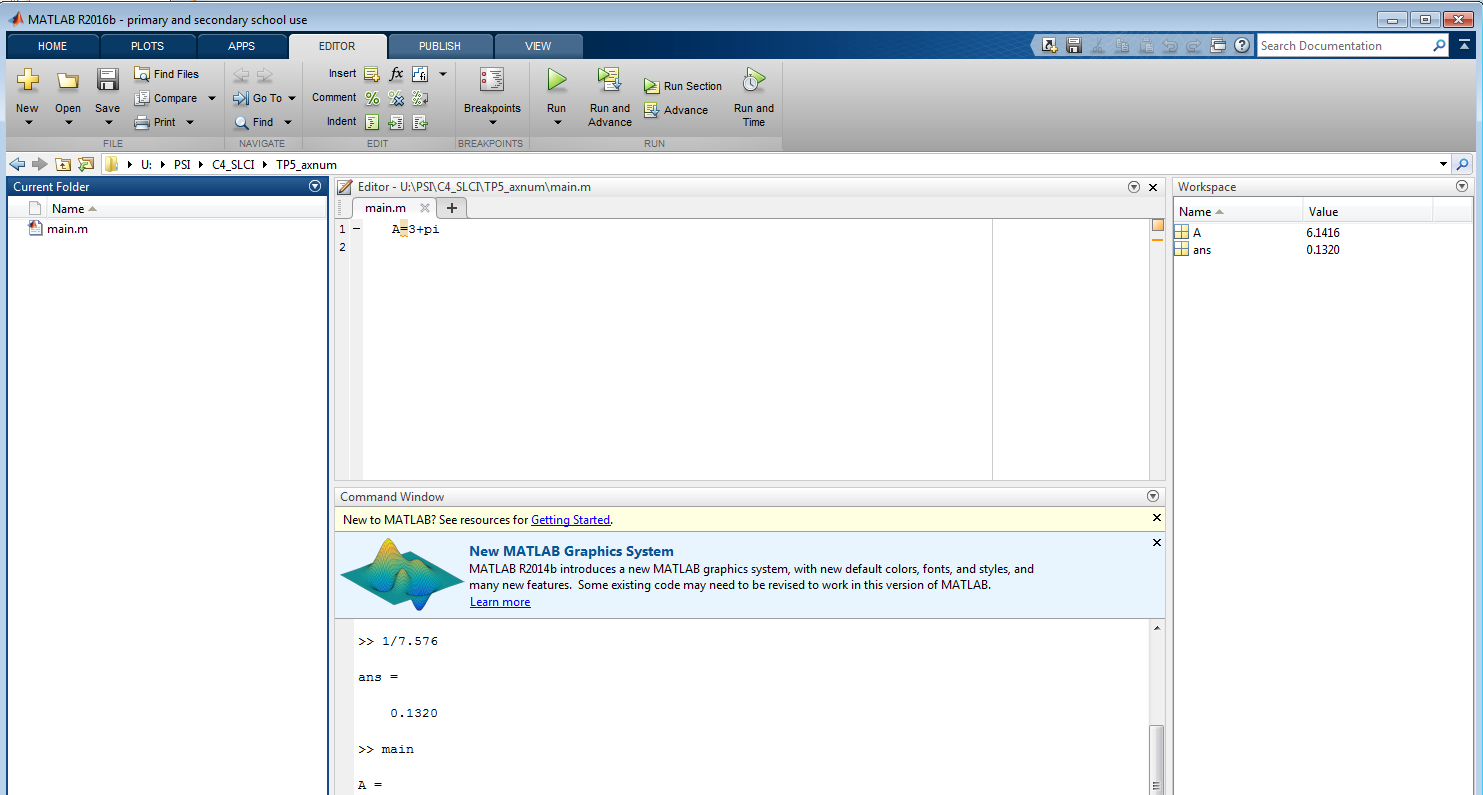 MATLAB R2016b - primary and secondary school use
HOME PLOTS APPS EDITOR PUBLISH VIEW
Search Documentation
New
Open
Save
Find Files
Compare
Print
FILE
Go To
Find
NAVIGATE
Insert
Comment
Indent
EDIT
Breakpoints
BREAKPOINTS
Run
Run and
Advance
Run Section
Advance
Run and
Time
RUN
U: PSI C4_SLCI TP5_axnum
Current Folder
Name
main.m
Editor - U:\PSI\C4_SLCI\TP5_axnum\main.m
main.m
1 A=3+pi
2
Command Window
New to MATLAB? See resources for Getting Started.
New MATLAB Graphics System
MATLAB R2014b introduces a new MATLAB graphics system, with new default colors, fonts, and styles, and
many new features. Some existing code may need to be revised to work in this version of MATLAB.
Learn more
>> 1/7.576
ans =
0.1320
>> main
A =
Workspace
Name Value
A 6.1416
ans 0.1320